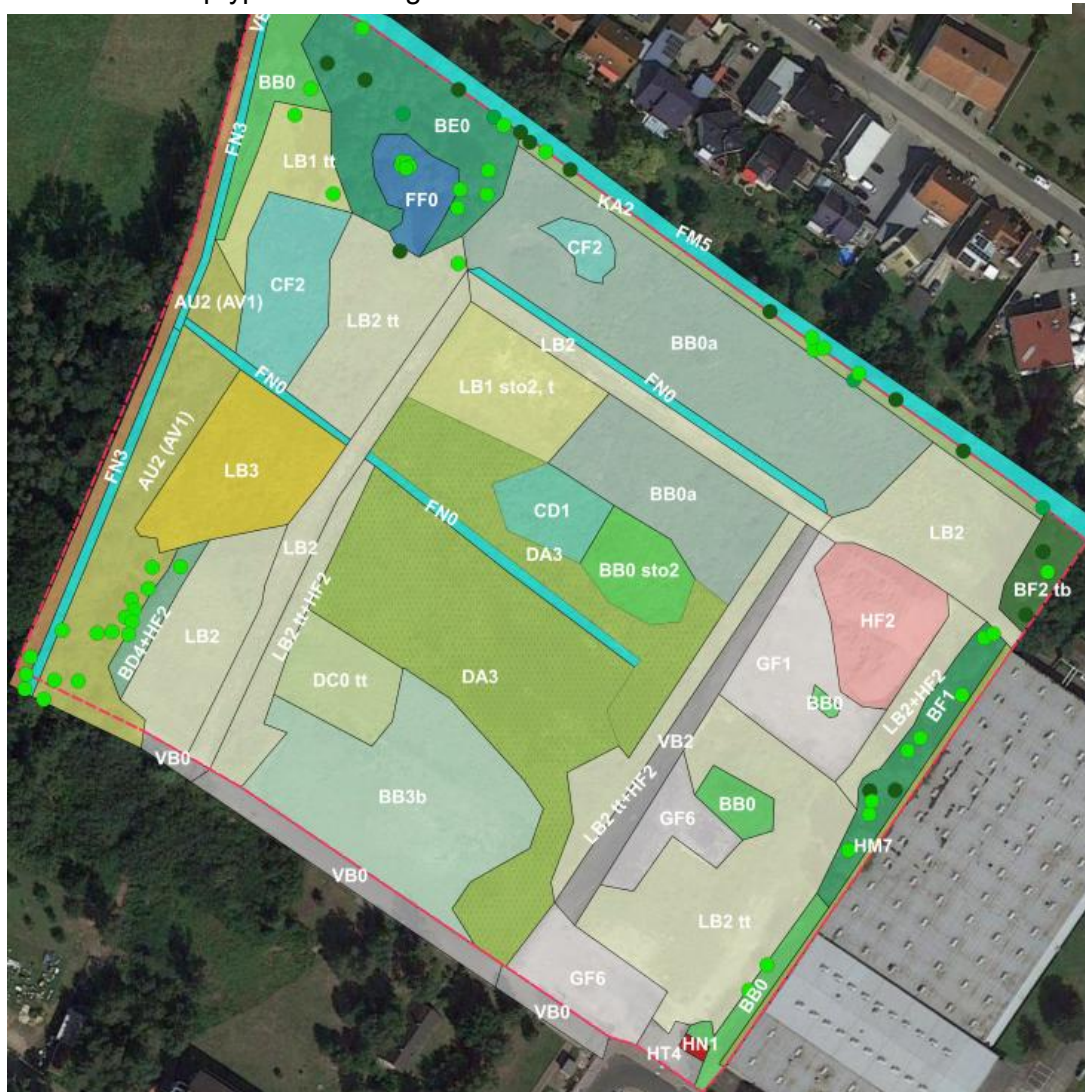 VB
BB0
FN3
LB1 tt
BE0
FF0
KA2
FM5
CF2
CF2
AU2 (AV1)
LB2 tt
LB2
BB0a
FN0
FN0
LB1 sto2, t
AU2 (AV1)
FN3
LB3
BB0a
CD1
FN0
DA3
BB0 sto2
LB2
BF2 tb
LB2
LB2 tt+HF2
BD4+HF2
LB2
HF2
GF1
BB0
LB2+HF2
BF1
DC0 tt
DA3
VB2
VB0
BB3b
LB2 tt+HF2
GF6
BB0
HM7
VB0
LB2 tt
GF6
BB0
VB0
HN1
HT4